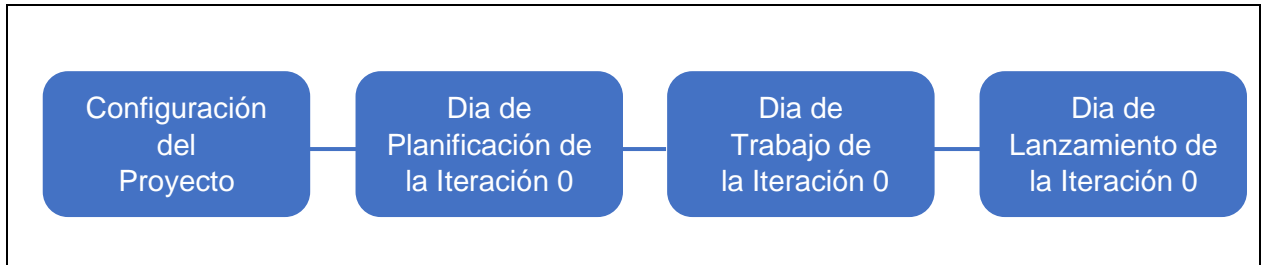 Configuración
del
Proyecto
Dia de
Planificación de
la Iteración 0
Dia de
Trabajo de
la Iteración 0
Dia de
Lanzamiento de
la Iteración 0